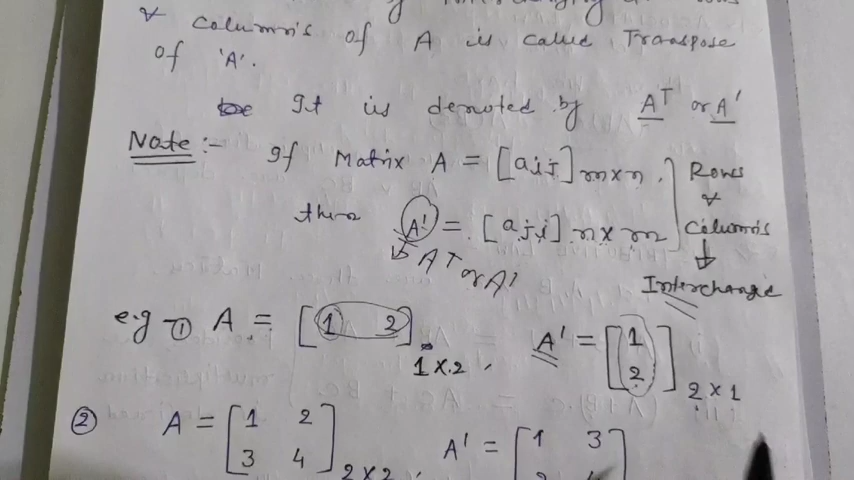 Interchanging
& Columns of A is called Transpose
of 'A'.
It is denoted by A^T or A'
Note :- If Matrix A = [aij] m×n , Rows
&
then A' = [aji] n×m Columns
↓
A^T or A' Interchange
e.g ① A = [1 2] 1×2 , A' = [1 2] 2×1
② A = [1 2 3 4] 2×2 , A' = [1 3